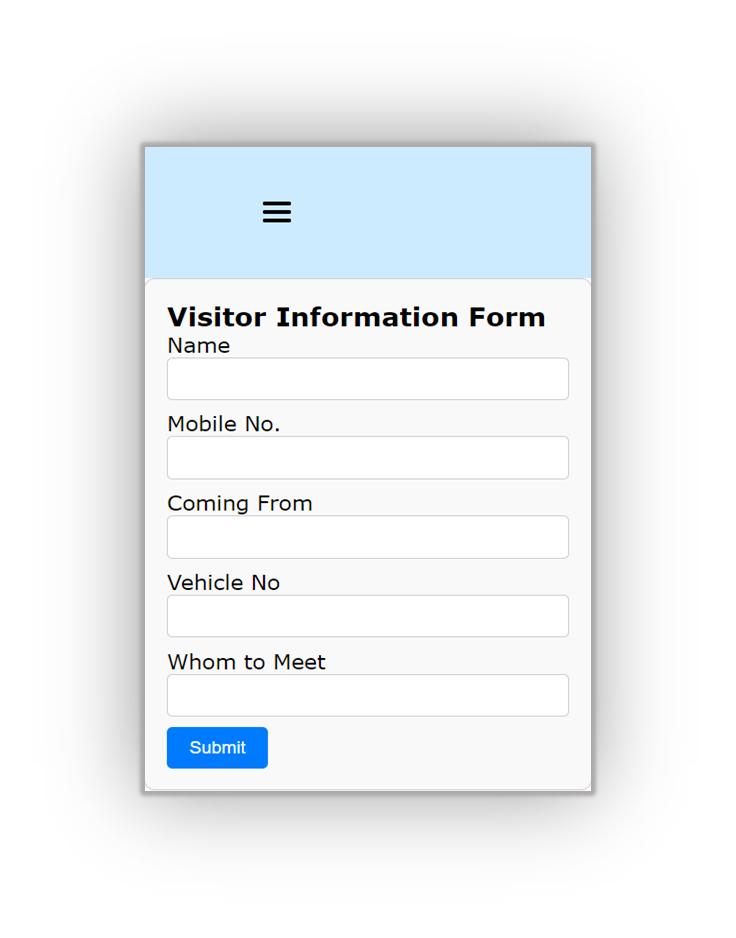 Visitor Information Form
Name
Mobile No.
Coming From
Vehicle No
Whom to Meet
Submit